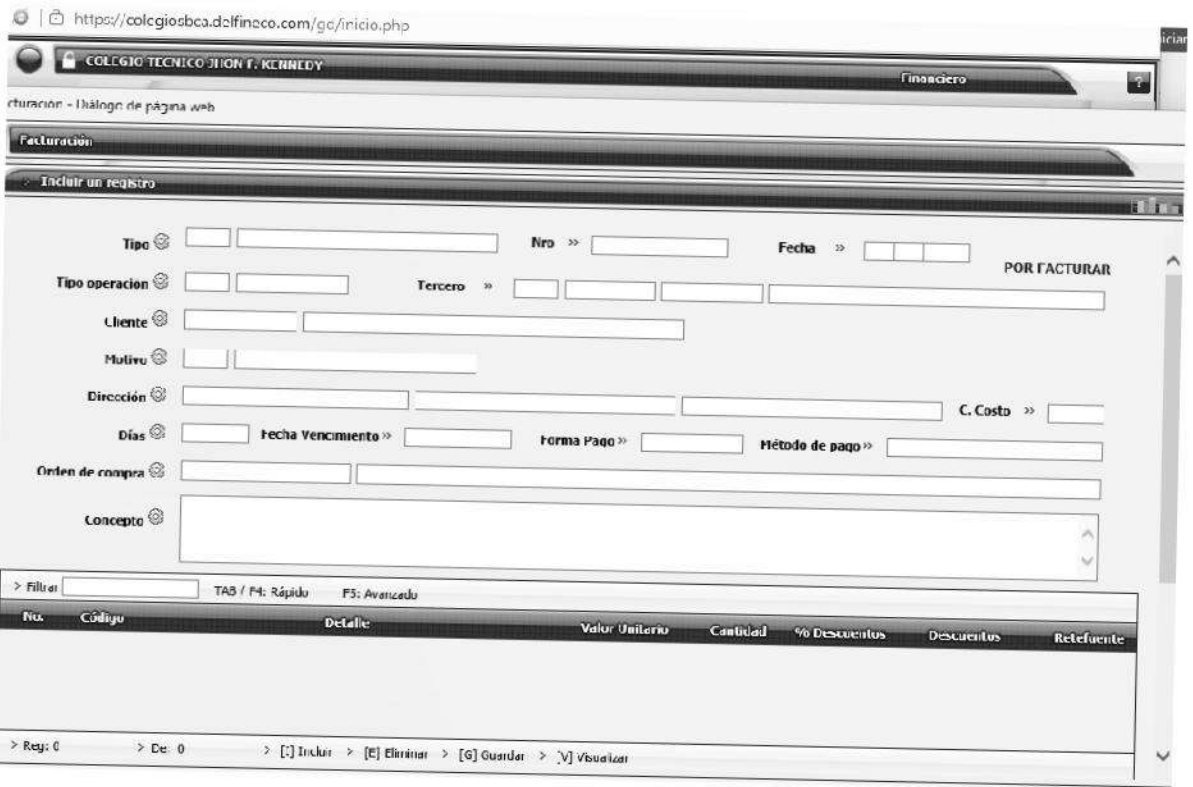 https://colegiosbca.delfineco.com/gc/inicio.php
iciar
COLEGIO TECNICO JHON F. KENNEDY
Financiero
?
cturación - Diálogo de página web
Facturación
Incluir un registro
Tipo Nro » Fecha »
POR FACTURAR
Tipo operación Tercero »
Cliente
Motivo
Dirección C. Costo »
Días Fecha Vencimiento » Forma Pago » Método de pago »
Orden de compra
Concepto
> Filtrar TAB / F4: Rápido F5: Avanzado
No. Código Detalle Valor Unitario Cantidad % Descuentos Descuentos Retefuente
> Reg: 0 > De: 0 > [I] Incluir > [E] Eliminar > [G] Guardar > [V] Visualizar